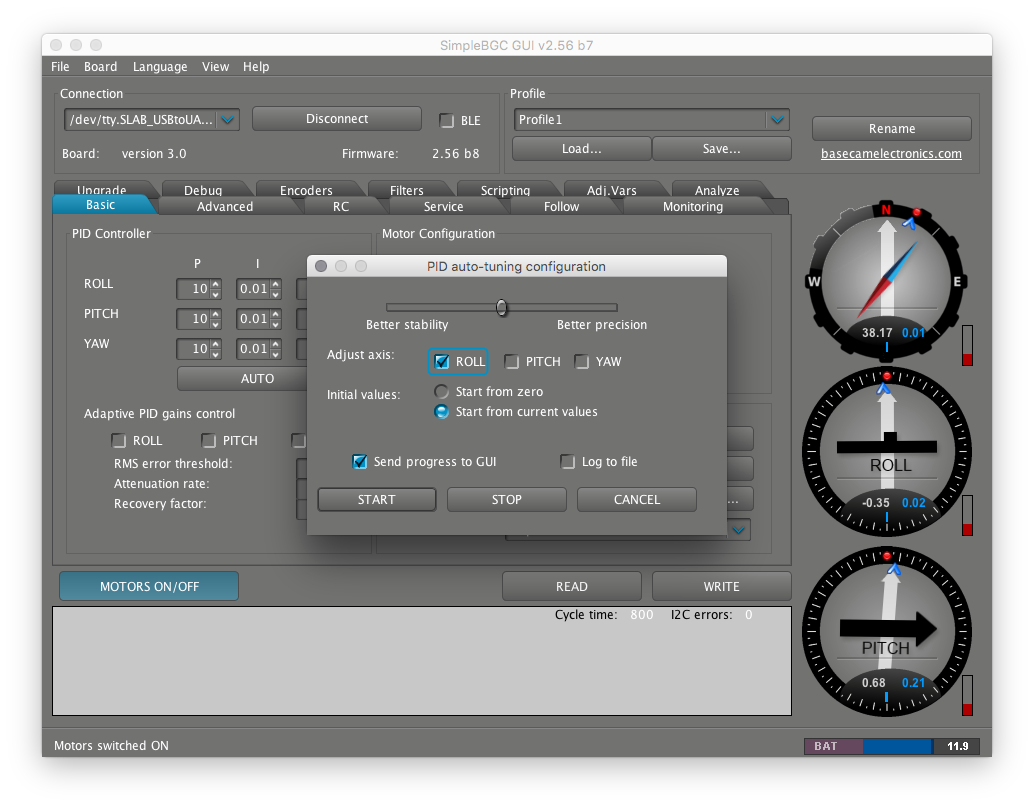 SimpleBGC GUI v2.56 b7
File Board Language View Help
Connection
/dev/tty.SLAB_USBtoUA...
Disconnect
BLE
Board: version 3.0 Firmware: 2.56 b8
Profile
Profile1
Load...
Save...
Rename
basecamelectronics.com
Upgrade Debug Encoders Filters Scripting Adj.Vars Analyze
Basic Advanced RC Service Follow Monitoring
PID Controller
P I
ROLL 10 0.01
PITCH 10 0.01
YAW 10 0.01
AUTO
Adaptive PID gains control
ROLL PITCH
RMS error threshold:
Attenuation rate:
Recovery factor:
Motor Configuration
PID auto-tuning configuration
Better stability Better precision
Adjust axis: ROLL PITCH YAW
Initial values: Start from zero
Start from current values
Send progress to GUI Log to file
START STOP CANCEL
...
N
W E
38.17 0.01
ROLL
-0.35 0.02
PITCH
0.68 0.21
MOTORS ON/OFF
READ
WRITE
Cycle time: 800 I2C errors: 0
Motors switched ON
BAT 11.9